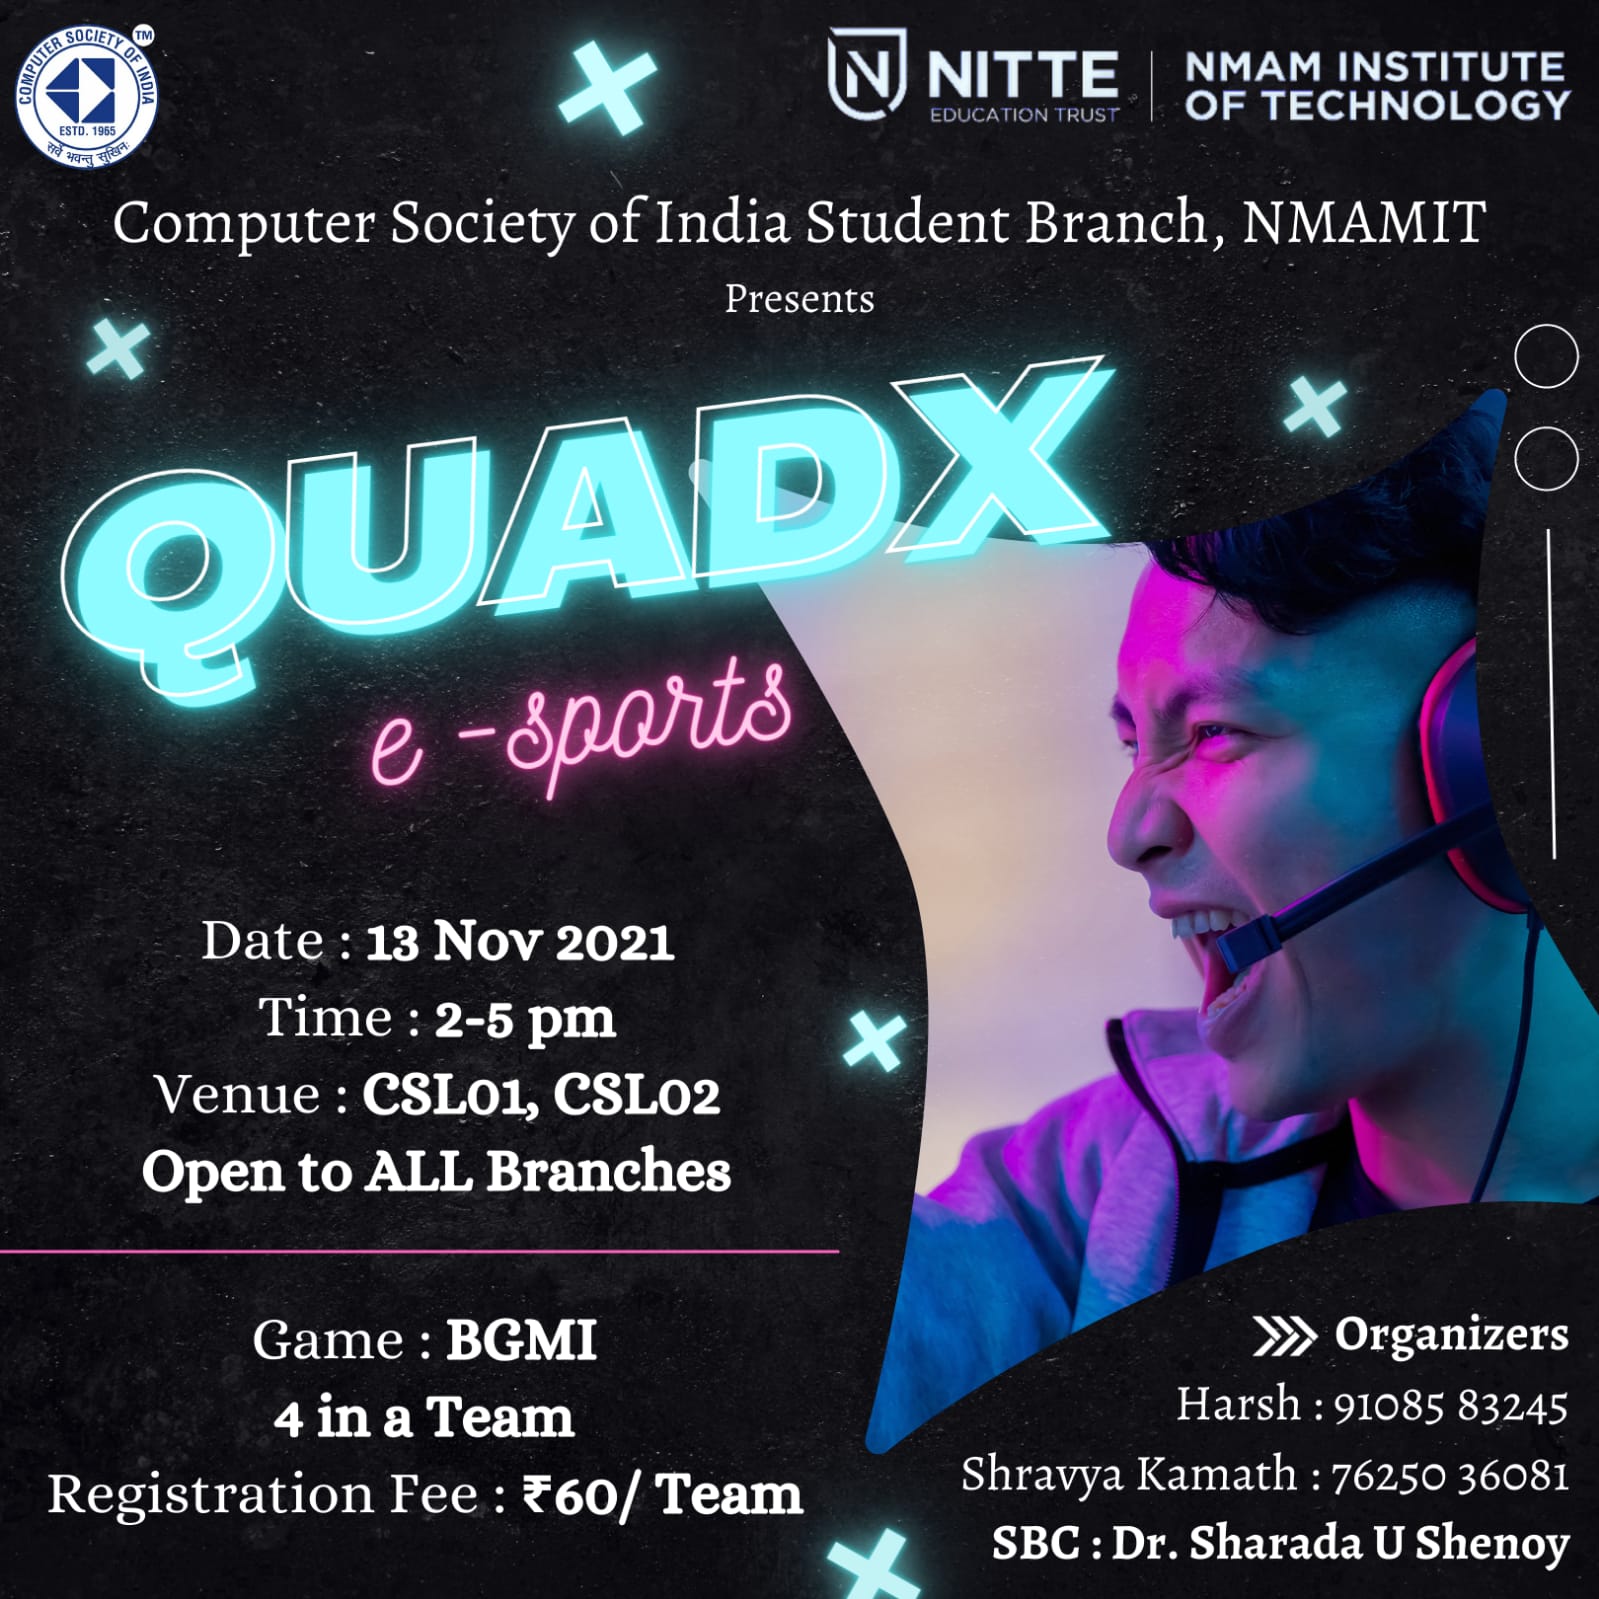 COMPUTER SOCIETY OF INDIA
TM
ESTD. 1965
सर्वे भवन्तु सुखिनः
N NITTE
EDUCATION TRUST
NMAM INSTITUTE
OF TECHNOLOGY
Computer Society of India Student Branch, NMAMIT
Presents
QUADX
e-sports
Date : 13 Nov 2021
Time : 2-5 pm
Venue : CSL01, CSL02
Open to ALL Branches
Game : BGMI
4 in a Team
Registration Fee : ₹60/ Team
Organizers
Harsh : 91085 83245
Shravya Kamath : 76250 36081
SBC : Dr. Sharada U Shenoy